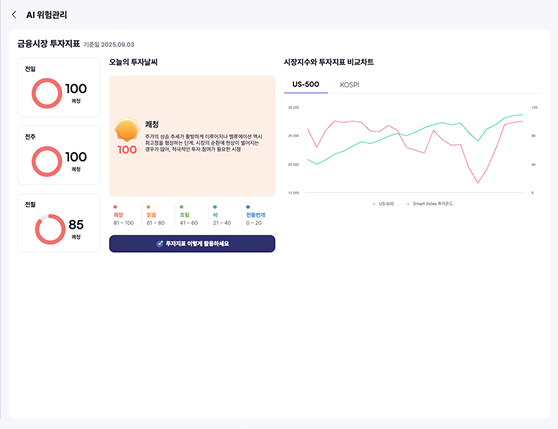 AI 위험관리
금융시장 투자지표 기준일 2025.09.03
전일
100
쾌청
전주
100
쾌청
전월
85
쾌청
오늘의 투자날씨
쾌청
주가의 상승 추세가 활발하게 이루어지나 밸류에이션 역시
최고점을 형성하는 단계. 시장의 순환매 현상이 벌어지는
경우가 많아, 적극적인 투자 참여가 필요한 시점
100
쾌청
81 ~ 100
맑음
61 ~ 80
흐림
41 ~ 60
비
21 ~ 40
천둥번개
0 ~ 20
투자지표 이렇게 활용하세요
시장지수와 투자지표 비교차트
US-500
KOSPI
30 000
25 000
20 000
15 000
120
80
40
0
US-500
Smart Index 투자온도